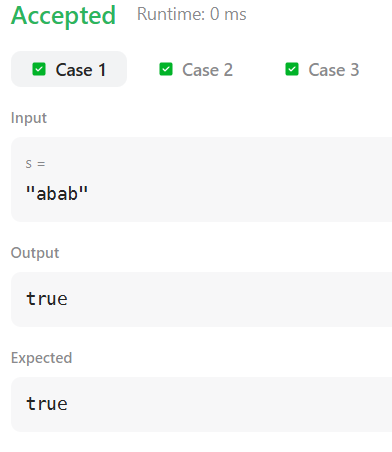 Accepted Runtime: 0 ms
Case 1 Case 2 Case 3
Input
s =
"abab"
Output
true
Expected
true